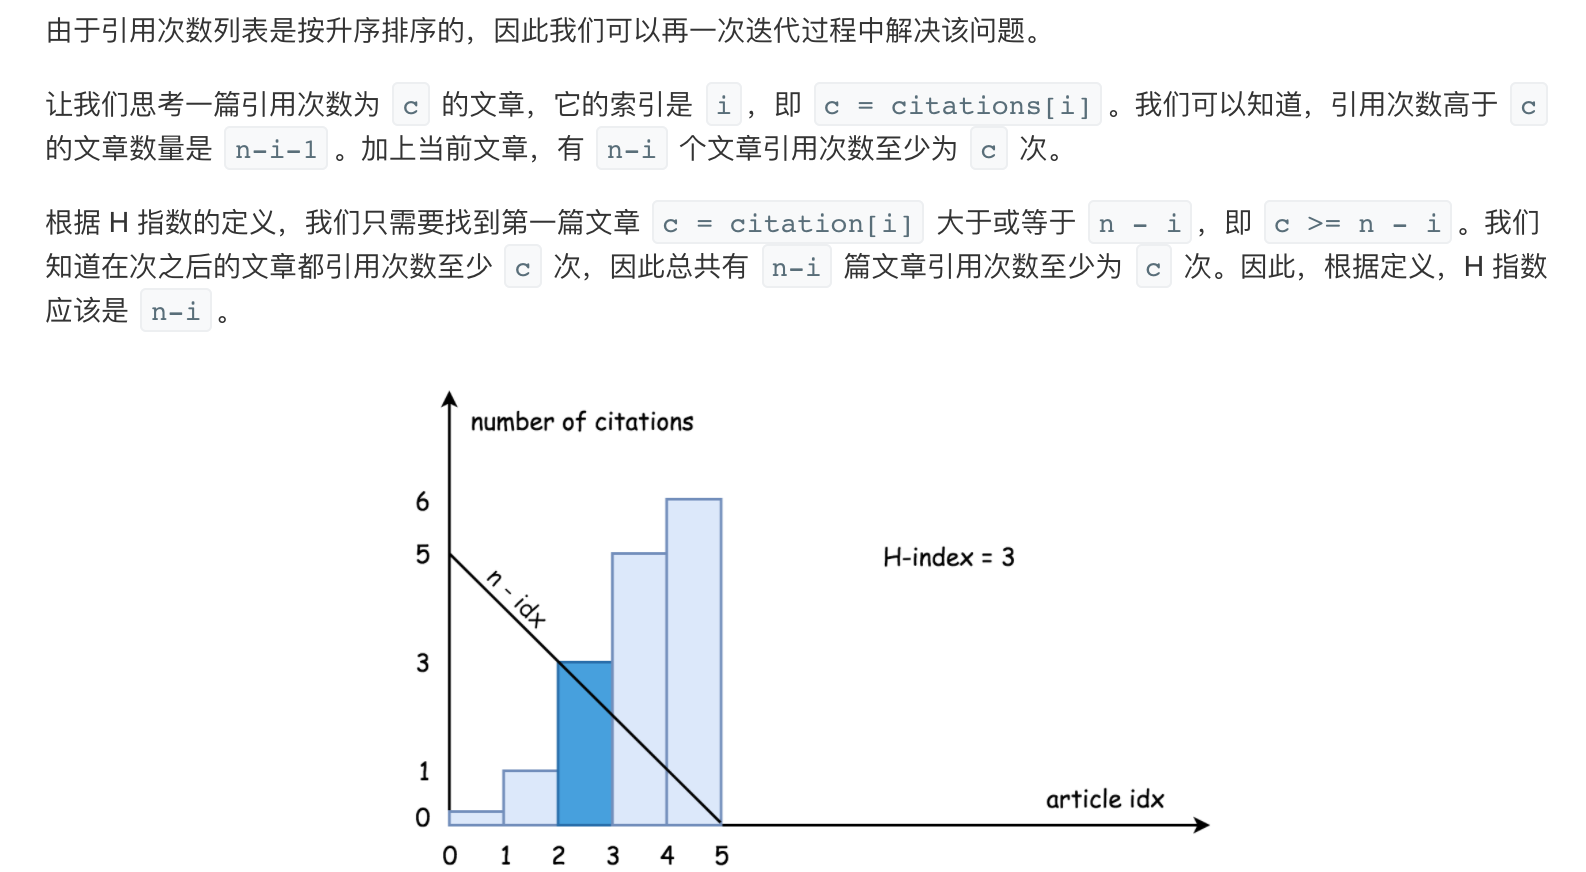 由于引用次数列表是按升序排序的，因此我们可以再一次迭代过程中解决该问题。
让我们思考一篇引用次数为 c 的文章，它的索引是 i ，即 c = citations[i] 。我们可以知道，引用次数高于 c
的文章数量是 n-i-1 。加上当前文章，有 n-i 个文章引用次数至少为 c 次。
根据 H 指数的定义，我们只需要找到第一篇文章 c = citation[i] 大于或等于 n - i ，即 c >= n - i 。我们
知道在次之后的文章都引用次数至少 c 次，因此总共有 n-i 篇文章引用次数至少为 c 次。因此，根据定义，H 指数
应该是 n-i 。
number of citations
6
5
n - idx
H-index = 3
3
1
article idx
0
0 1 2 3 4 5